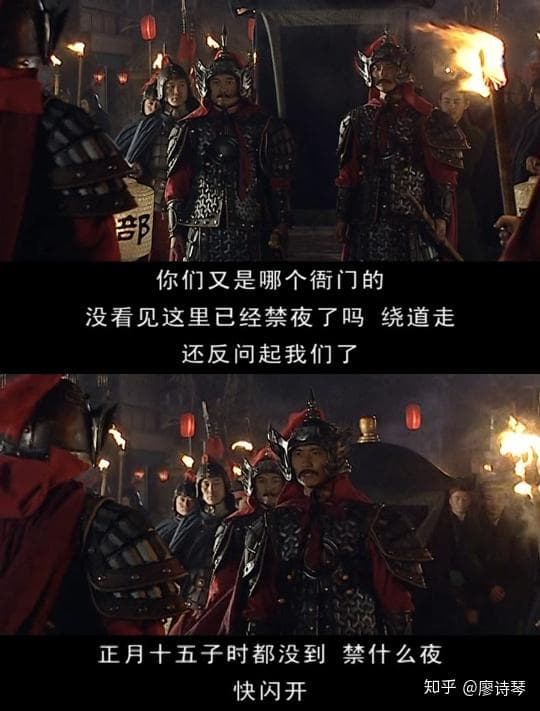 部
你们又是哪个衙门的
没看见这里已经禁夜了吗 绕道走
还反问起我们了
正月十五子时都没到 禁什么夜
快闪开
知乎 @廖诗琴